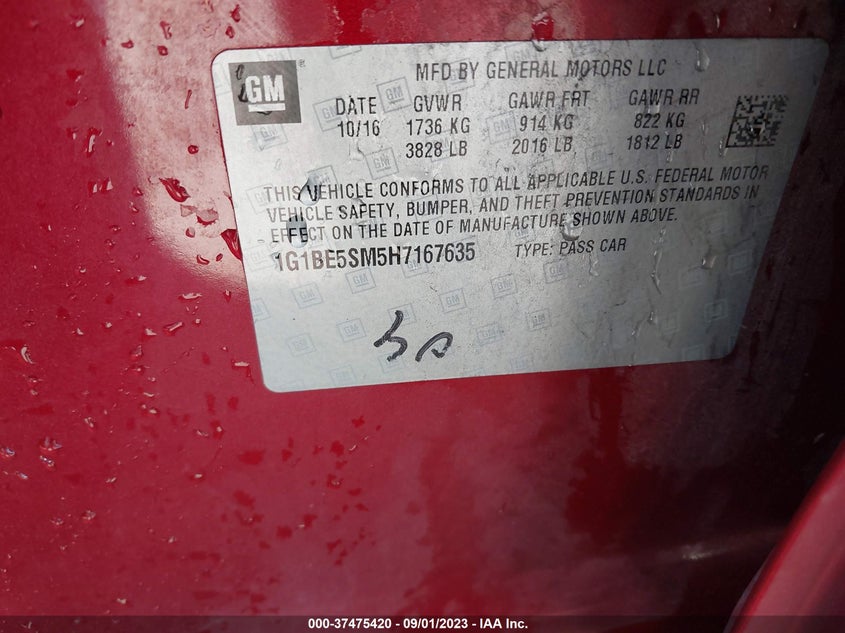 GM
MFD BY GENERAL MOTORS LLC
DATE GVWR GAWR FRT GAWR RR
10/16 1736 KG 914 KG 822 KG
3828 LB 2016 LB 1812 LB
THIS VEHICLE CONFORMS TO ALL APPLICABLE U.S. FEDERAL MOTOR
VEHICLE SAFETY, BUMPER, AND THEFT PREVENTION STANDARDS IN
EFFECT ON THE DATE OF MANUFACTURE SHOWN ABOVE.
1G1BE5SM5H7167635 TYPE: PASS CAR
000-37475420 - 09/01/2023 - IAA Inc.